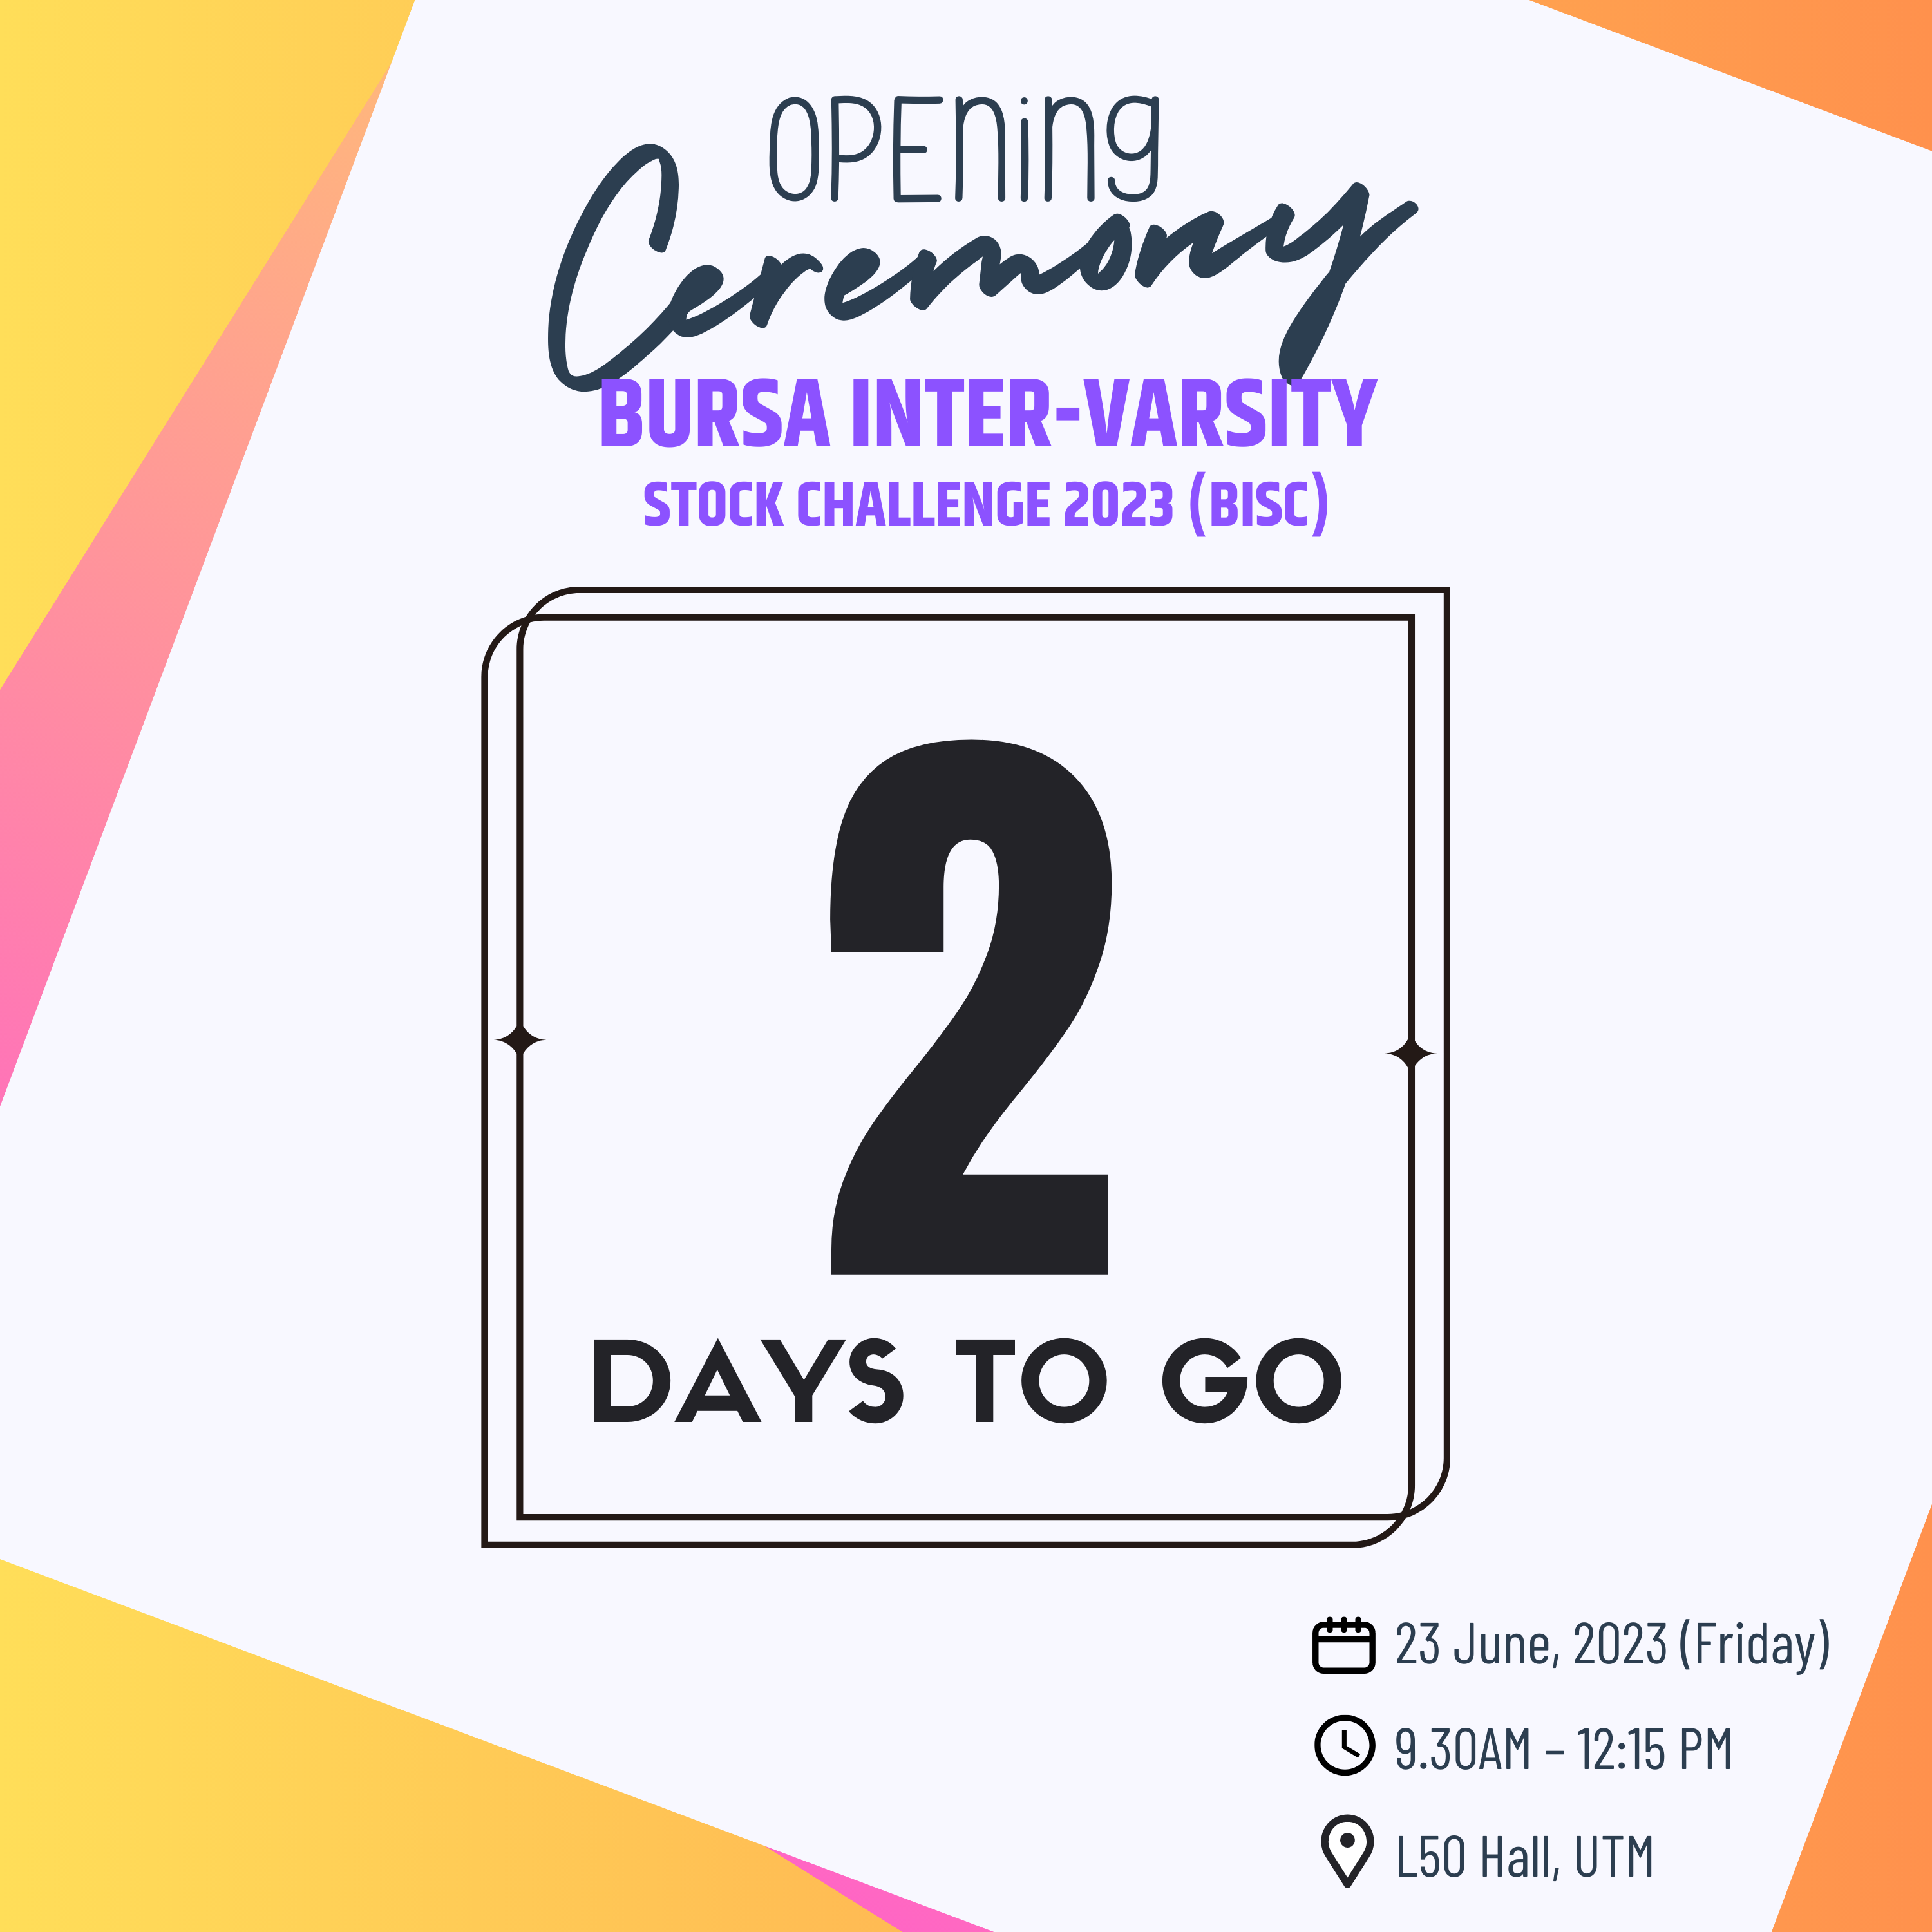 OPEning
Ceremony
BURSA INTER-VARSITY
STOCK CHALLENGE 2023 (BISC)
2
DAYS TO GO
23 June, 2023 (Friday)
9.30AM – 12:15 PM
L50 Hall, UTM